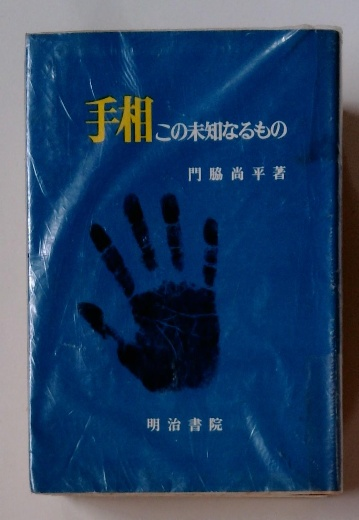 手相 この未知なるもの
門脇尚平著
明治書院